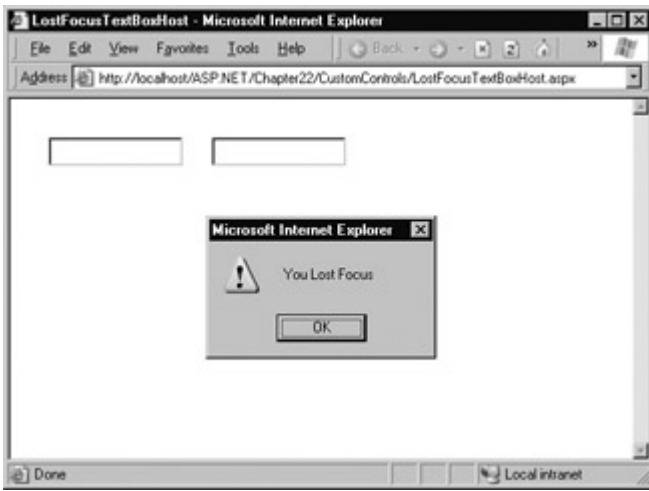 LostFocusTextBoxHost - Microsoft Internet Explorer
File Edit View Favorites Tools Help Back »
Address http://localhost/ASP.NET/Chapter22/CustomControls/LostFocusTextBoxHost.aspx
Microsoft Internet Explorer
You Lost Focus
OK
Done Local intranet